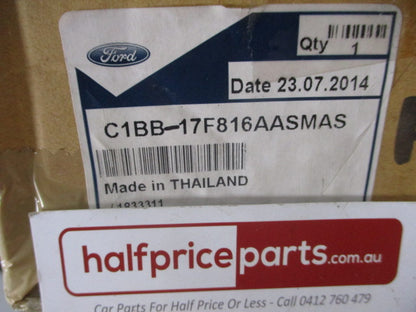 Ford
Qty 1
Date 23.07.2014
C1BB-17F816AASMAS
Made in THAILAND
halfpriceparts.com.au
Car Parts For Half Price Or Less - Call 0412 760 479